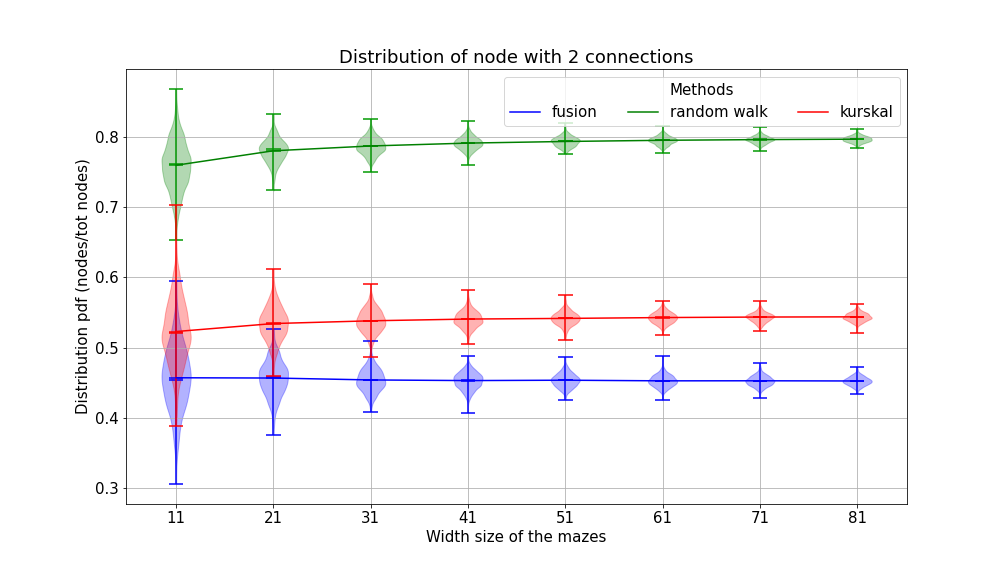 Distribution of node with 2 connections
Methods
fusion random walk kurskal
Distribution pdf (nodes/tot nodes)
0.8
0.7
0.6
0.5
0.4
0.3
11 21 31 41 51 61 71 81
Width size of the mazes